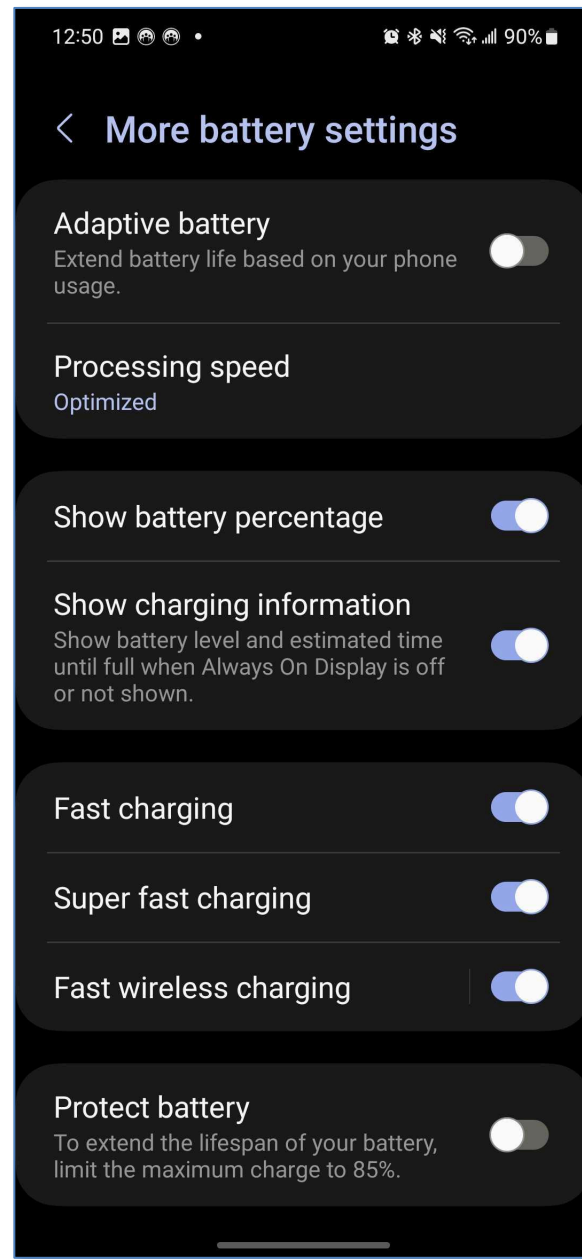 12:50 90%
More battery settings
Adaptive battery
Extend battery life based on your phone
usage.
Processing speed
Optimized
Show battery percentage
Show charging information
Show battery level and estimated time
until full when Always On Display is off
or not shown.
Fast charging
Super fast charging
Fast wireless charging
Protect battery
To extend the lifespan of your battery,
limit the maximum charge to 85%.